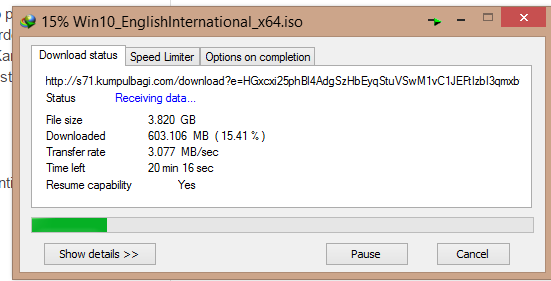 15% Win10_EnglishInternational_x64.iso
Download status Speed Limiter Options on completion
http://s71.kumpulbagi.com/download?e=HGxcxi25phBl4AdgSzHbEyqStuVSwM1vC1JEFtIzbI3qmxb
Status Receiving data...
File size 3.820 GB
Downloaded 603.106 MB ( 15.41 % )
Transfer rate 3.077 MB/sec
Time left 20 min 16 sec
Resume capability Yes
Show details >> Pause Cancel